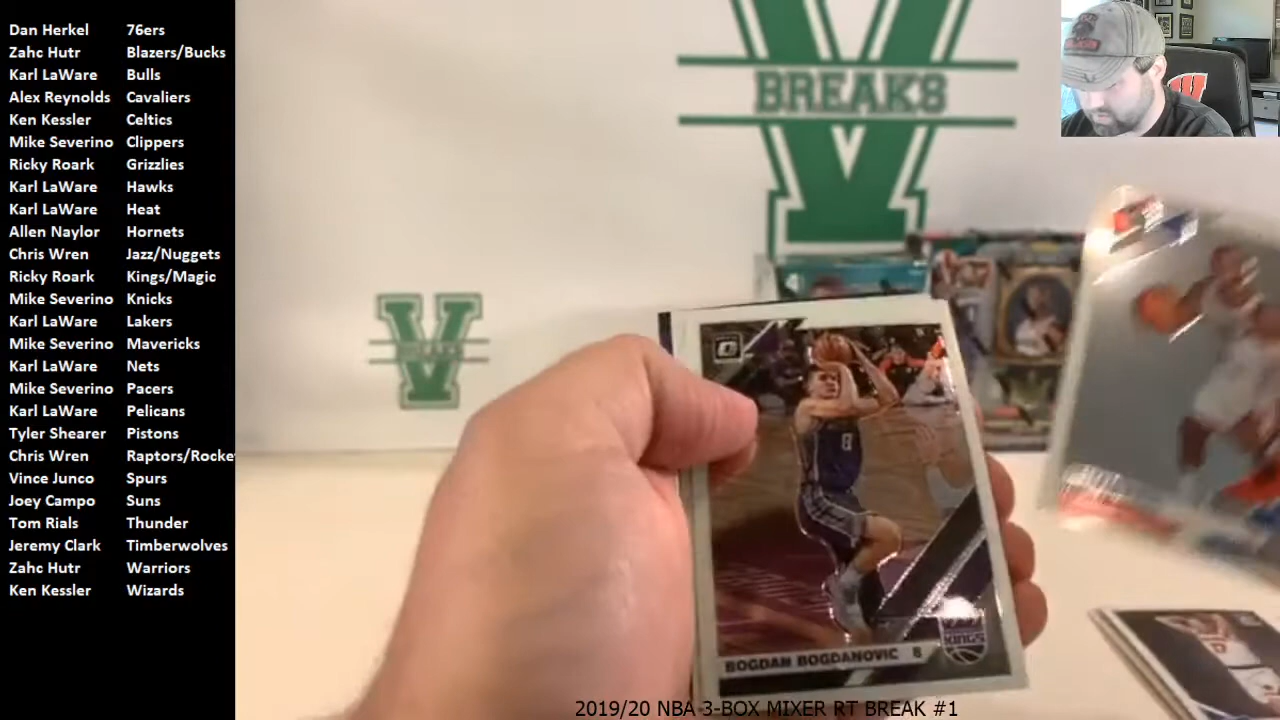 Dan Herkel 76ers
Zahc Hutr Blazers/Bucks
Karl LaWare Bulls
Alex Reynolds Cavaliers
Ken Kessler Celtics
Mike Severino Clippers
Ricky Roark Grizzlies
Karl LaWare Hawks
Karl LaWare Heat
Allen Naylor Hornets
Chris Wren Jazz/Nuggets
Ricky Roark Kings/Magic
Mike Severino Knicks
Karl LaWare Lakers
Mike Severino Mavericks
Karl LaWare Nets
Mike Severino Pacers
Karl LaWare Pelicans
Tyler Shearer Pistons
Chris Wren Raptors/Rocke
Vince Junco Spurs
Joey Campo Suns
Tom Rials Thunder
Jeremy Clark Timberwolves
Zahc Hutr Warriors
Ken Kessler Wizards
V
BREAKS
V
BREAKS
W
8
KINGS
BOGDAN BOGDANOVIC 8
2019/20 NBA 3-BOX MIXER RT BREAK #1